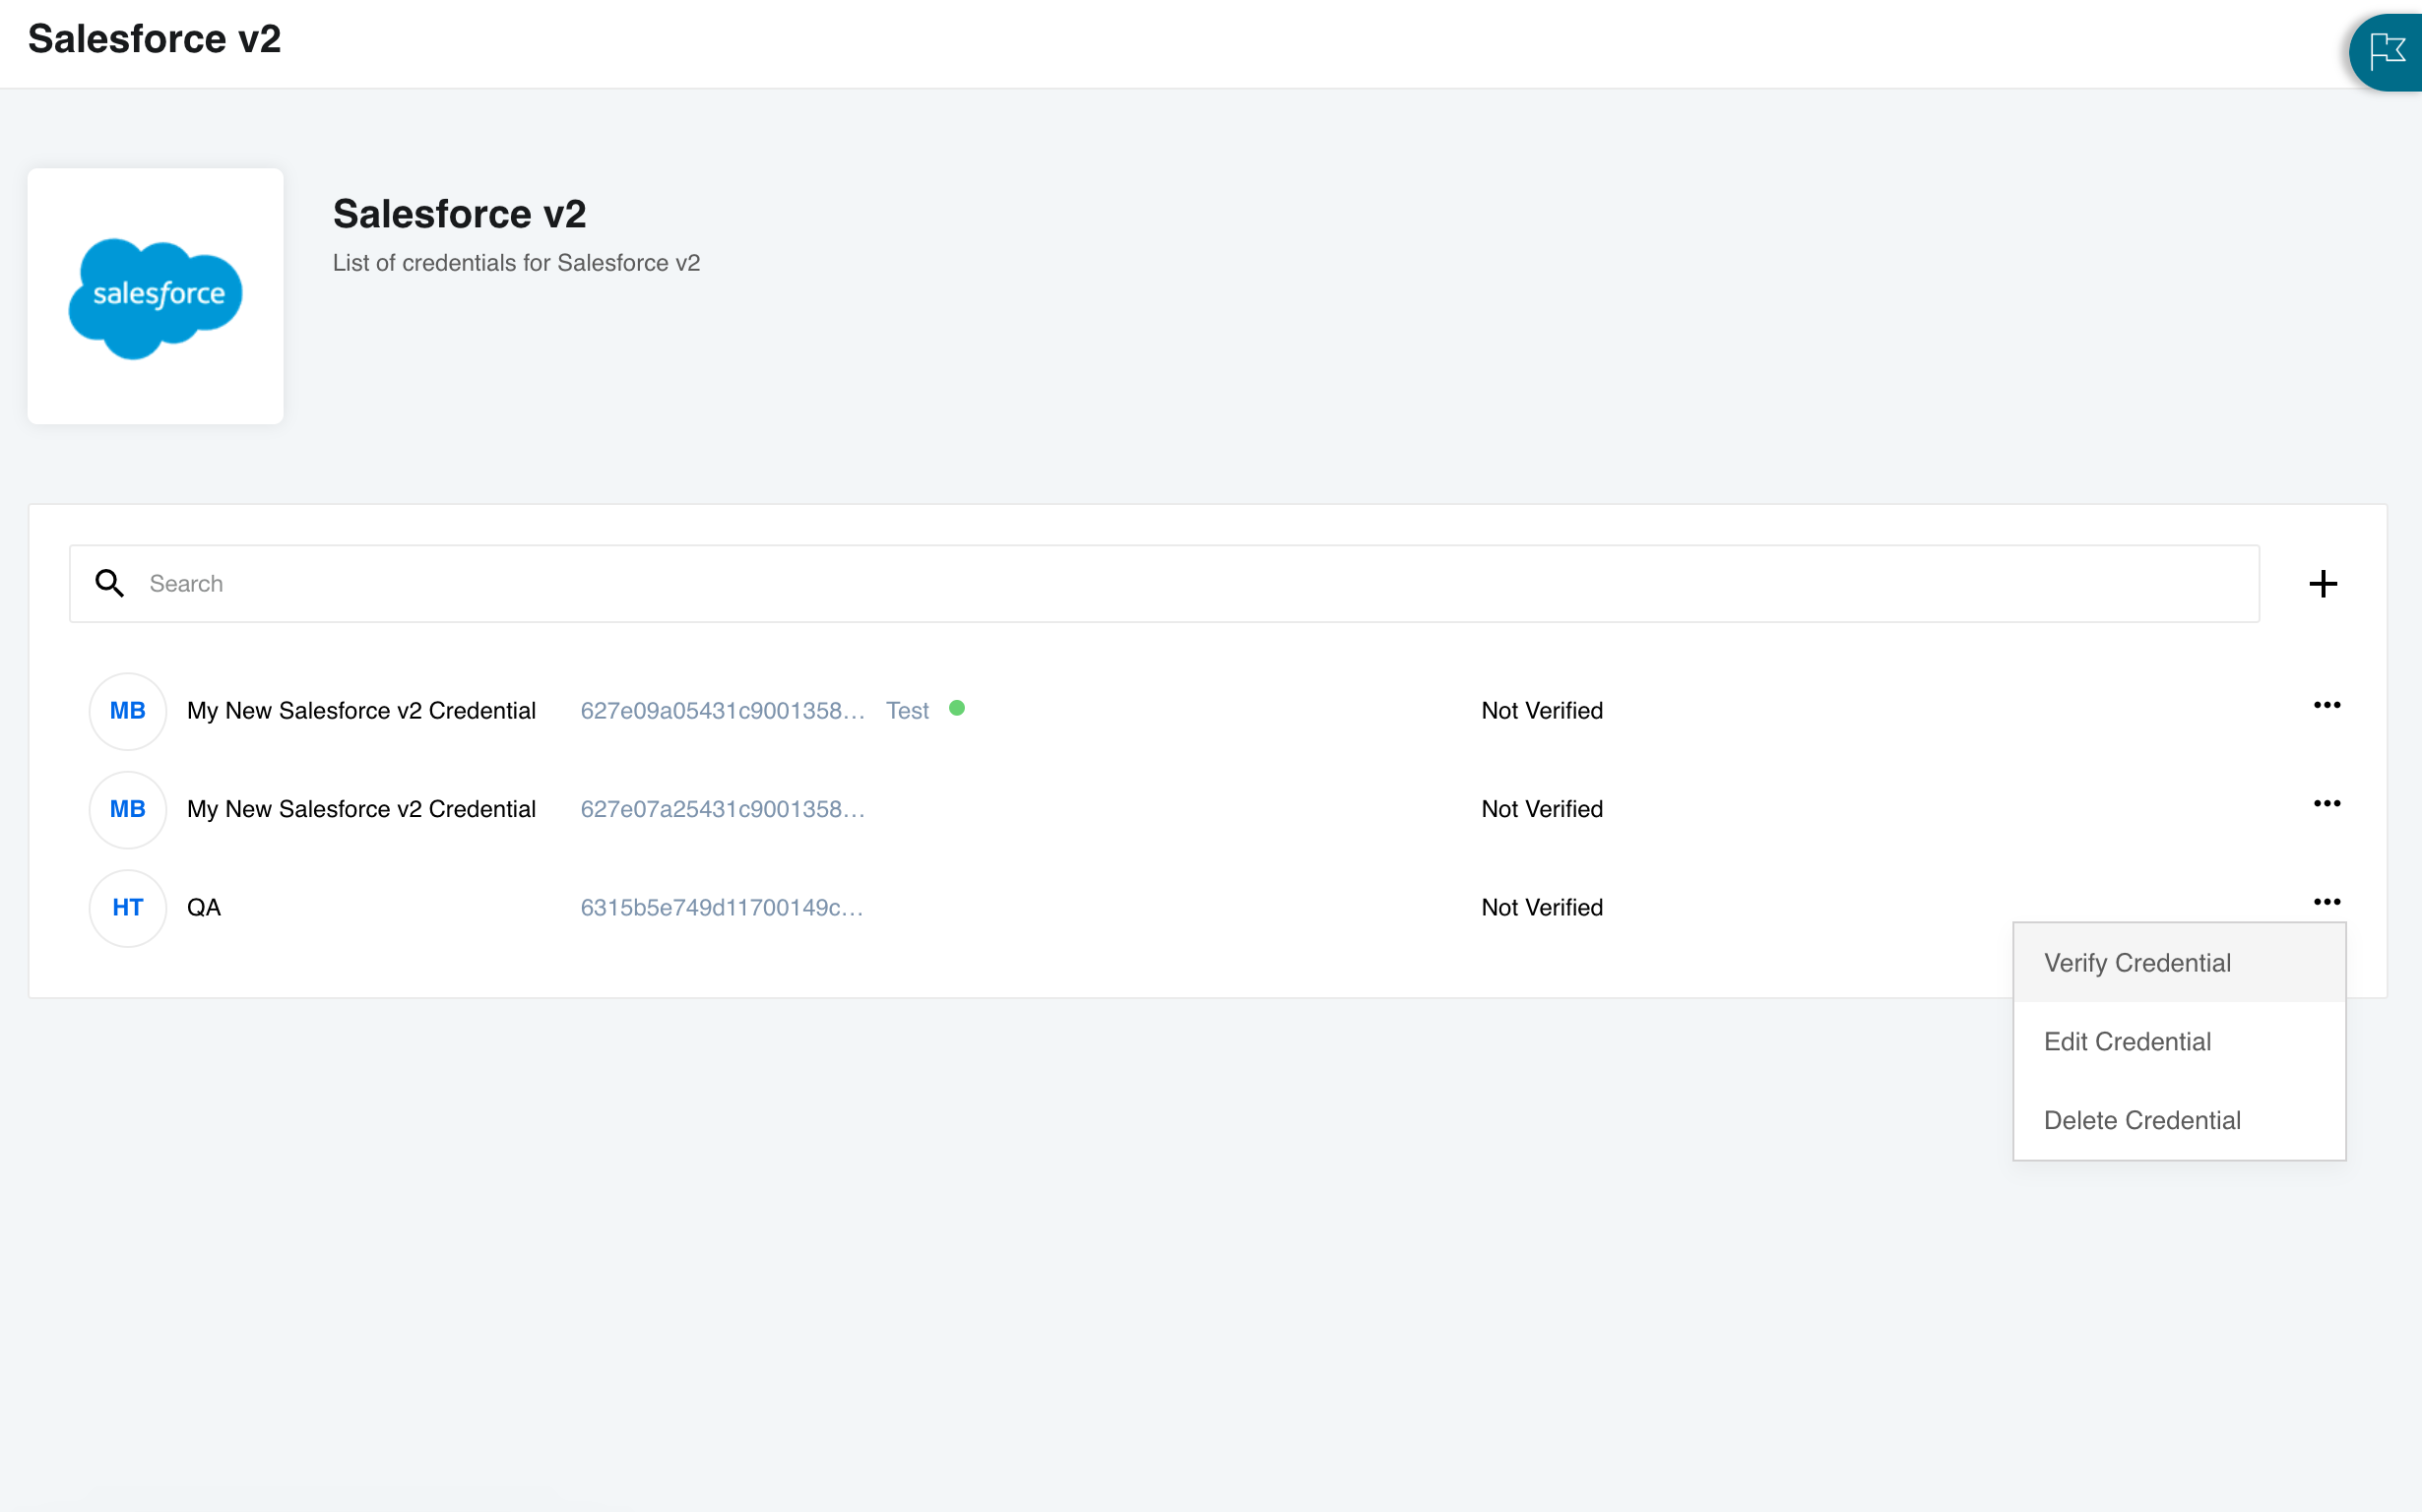 Salesforce v2
salesforce
Salesforce v2
List of credentials for Salesforce v2
Search
MB My New Salesforce v2 Credential 627e09a05431c9001358... Test Not Verified
MB My New Salesforce v2 Credential 627e07a25431c9001358... Not Verified
HT QA 6315b5e749d11700149c... Not Verified
Verify Credential
Edit Credential
Delete Credential